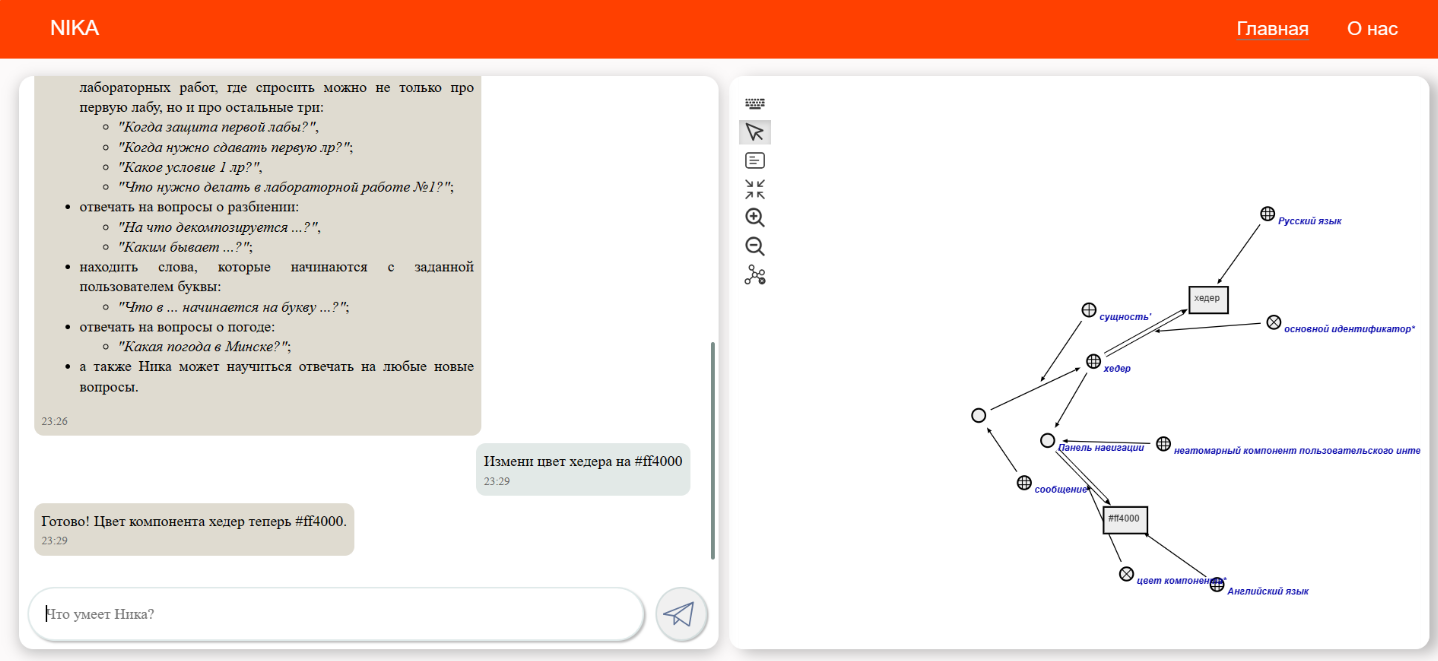 NIKA
Главная
О нас
лабораторных работ, где спросить можно не только про
первую лабу, но и про остальные три:
"Когда защита первой лабы?",
"Когда нужно сдавать первую лр?";
"Какое условие 1 лр?",
"Что нужно делать в лабораторной работе №1?";
отвечать на вопросы о разбиении:
"На что декомпозируется ...?",
"Каким бывает ...?";
находить слова, которые начинаются с заданной
пользователем буквы:
"Что в ... начинается на букву ...?";
отвечать на вопросы о погоде:
"Какая погода в Минске?";
а также Ника может научиться отвечать на любые новые
вопросы.
23:26
Измени цвет хедера на #ff4000
23:29
Готово! Цвет компонента хедер теперь #ff4000.
23:29
Что умеет Ника?
Русский язык
хедер
сущность'
основной идентификатор*
хедер
Панель навигации
неатомарный компонент пользовательского инте
сообщение
#ff4000
цвет компонента*
Английский язык